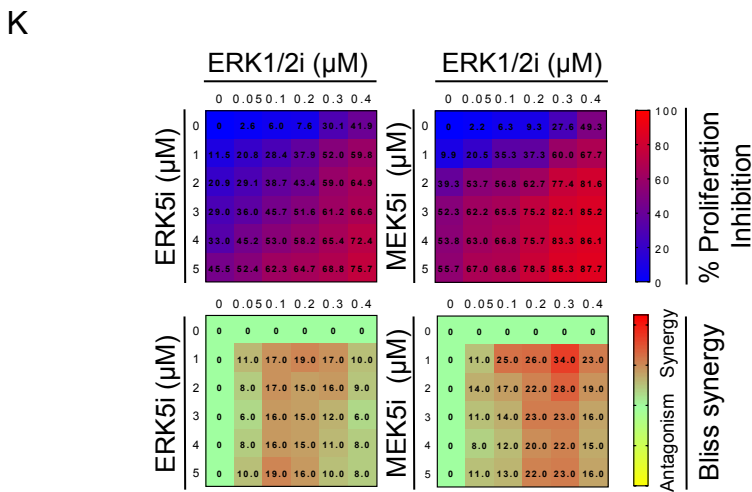 K
ERK1/2i (µM) ERK1/2i (µM)
0 0.05 0.1 0.2 0.3 0.4 0 0.05 0.1 0.2 0.3 0.4
ERK5i (µM)
0 0 2.0 6.0 7.6 30.1 41.9
1 11.5 20.8 28.4 37.9 52.0 59.8
2 20.9 29.1 38.7 43.4 59.0 64.9
3 29.0 36.0 45.7 51.6 61.2 66.6
4 33.0 45.2 53.0 58.2 65.4 72.4
5 45.5 52.4 62.3 64.7 68.8 75.7
MEK5i (µM)
0 0 2.2 6.3 9.3 27.6 49.3
1 9.9 20.5 35.3 37.3 60.0 67.7
2 39.3 53.7 56.8 62.7 77.4 81.6
3 52.3 62.2 65.5 75.2 82.1 85.2
4 53.8 63.0 66.8 75.7 83.3 86.1
5 55.7 67.0 68.6 78.5 85.3 87.7
100
80
60
40
20
0
% Proliferation
Inhibition
0 0.05 0.1 0.2 0.3 0.4 0 0.05 0.1 0.2 0.3 0.4
ERK5i (µM)
0 0 0 0 0 0 0
1 0 11.0 17.0 19.0 17.0 10.0
2 0 8.0 17.0 15.0 16.0 9.0
3 0 6.0 16.0 15.0 12.0 6.0
4 0 8.0 16.0 15.0 11.0 8.0
5 0 10.0 19.0 16.0 10.0 8.0
MEK5i (µM)
0 0 0 0 0 0 0
1 0 11.0 25.0 26.0 34.0 23.0
2 0 14.0 17.0 22.0 28.0 19.0
3 0 11.0 14.0 23.0 23.0 16.0
4 0 8.0 12.0 20.0 22.0 15.0
5 0 11.0 13.0 22.0 23.0 16.0
Antagonism Synergy
Bliss synergy